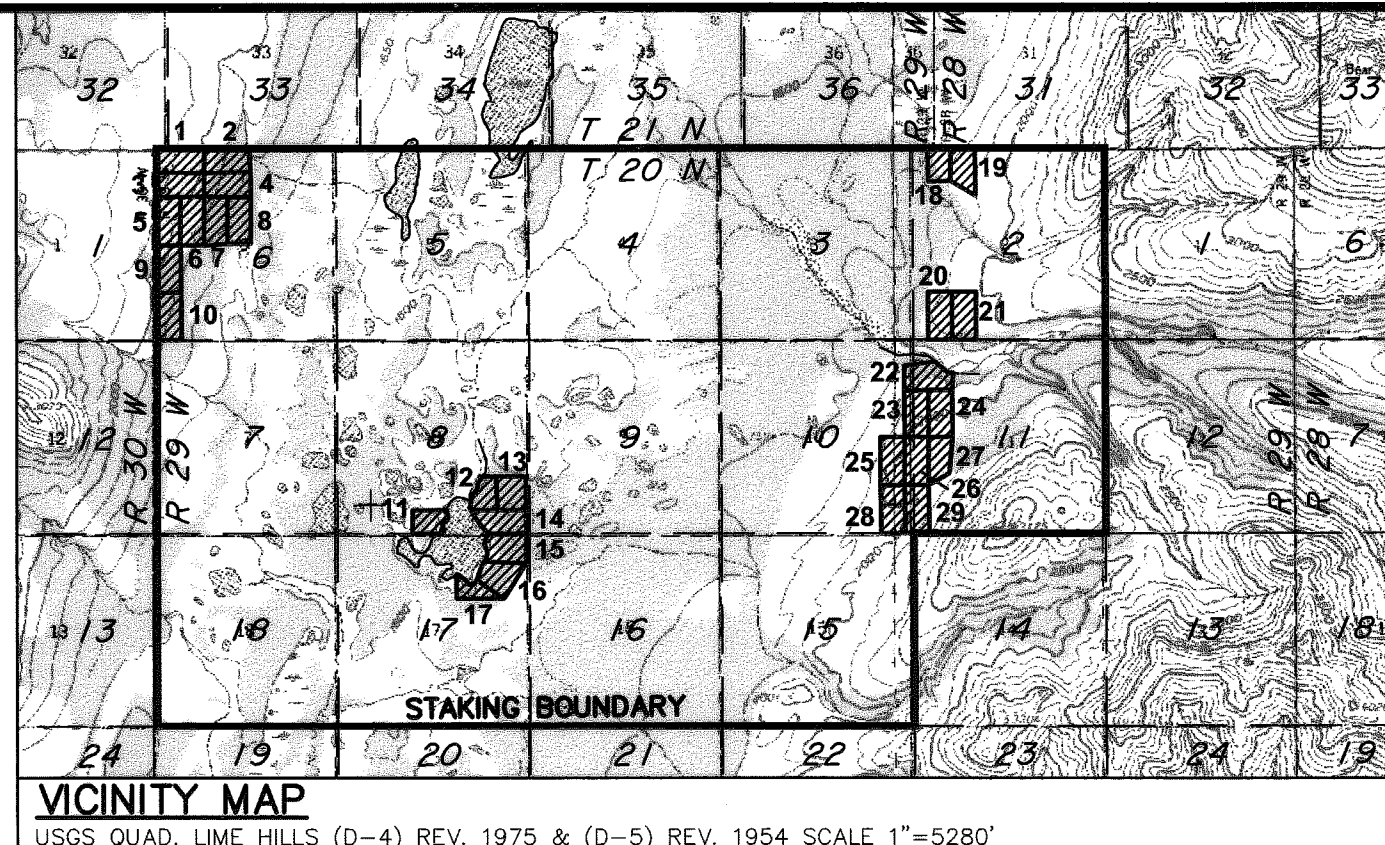 32 33 34 35 36 31 32 33
R 29 W
R 28 W
1 2
T 21 N
T 20 N
3 4
18 19
5 6 7 8
9
10
1 6 5 4 3 2 1 6
20 21
R 30 W
R 29 W
22
23 24
12 7 8 9 10 11 12 7
R 29 W
R 28 W
25 27
26
28 29
12 13
11 14
15
16
17
13 18 17 16 15 14 13 18
STAKING BOUNDARY
24 19 20 21 22 23 24 19
VICINITY MAP
USGS QUAD. LIME HILLS (D-4) REV. 1975 & (D-5) REV. 1954 SCALE 1"=5280'